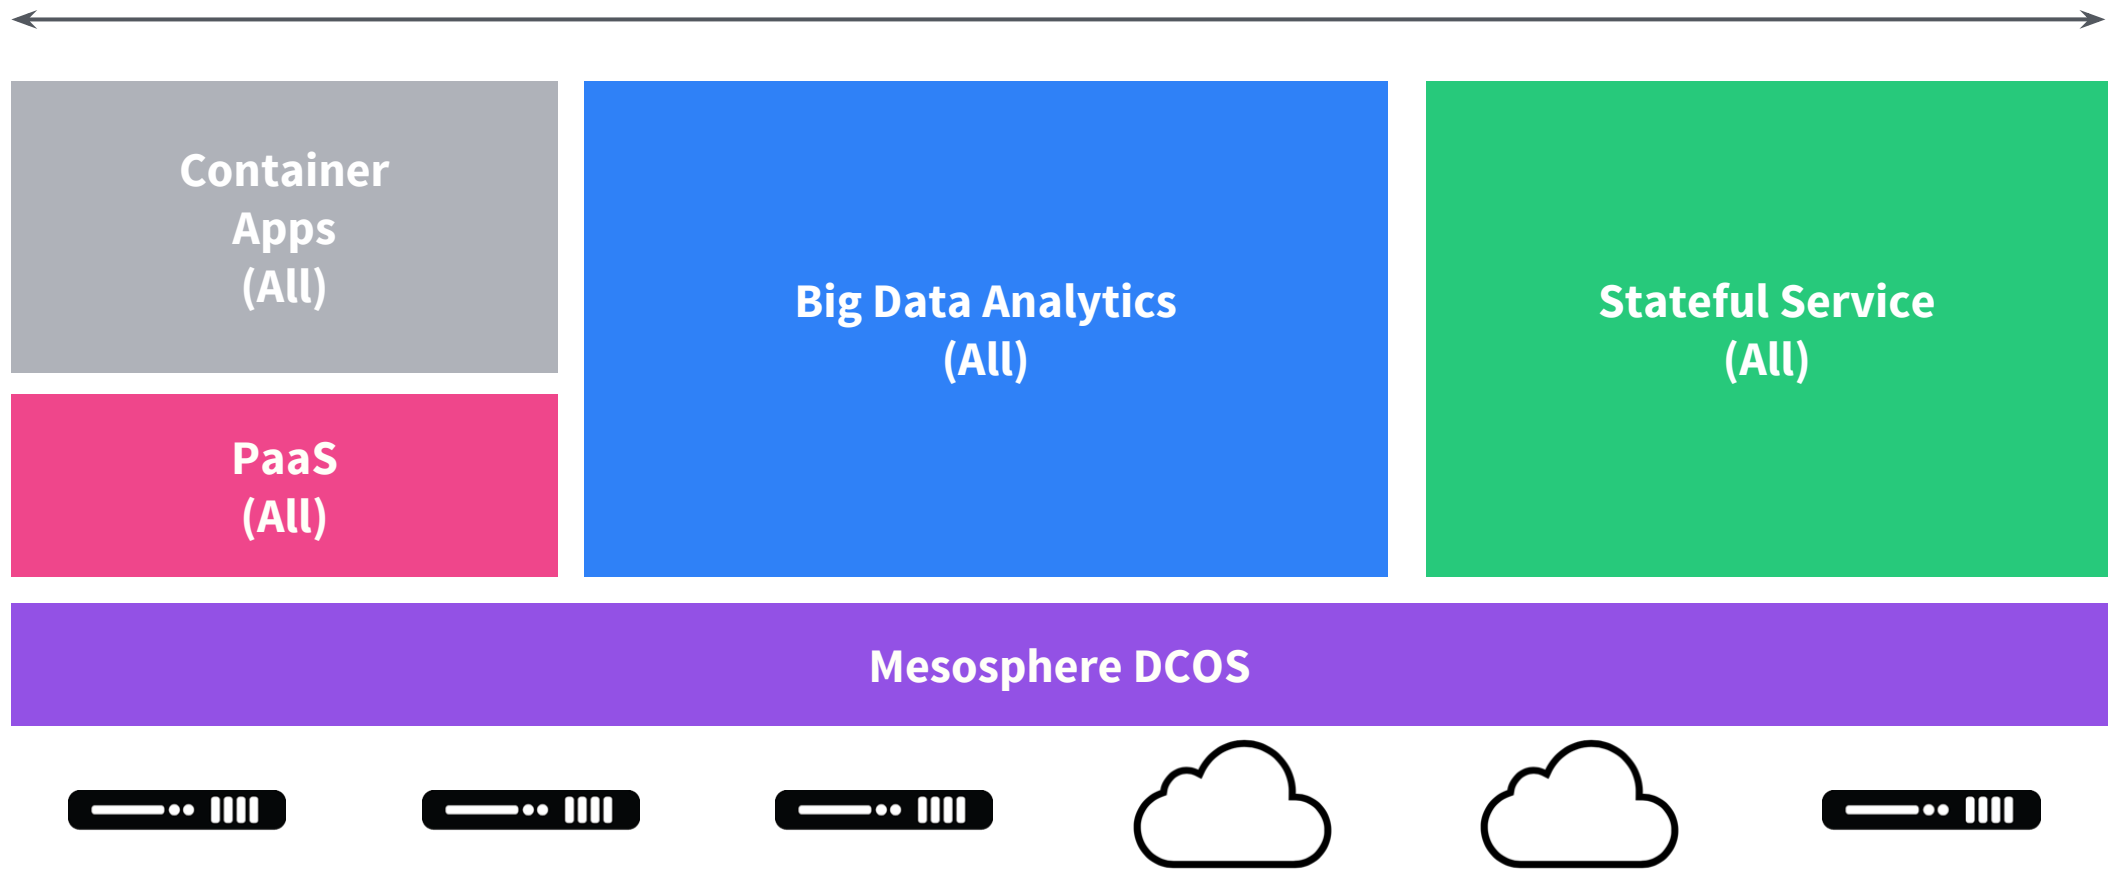 Container
Apps
(All)
PaaS
(All)
Big Data Analytics
(All)
Stateful Service
(All)
Mesosphere DCOS